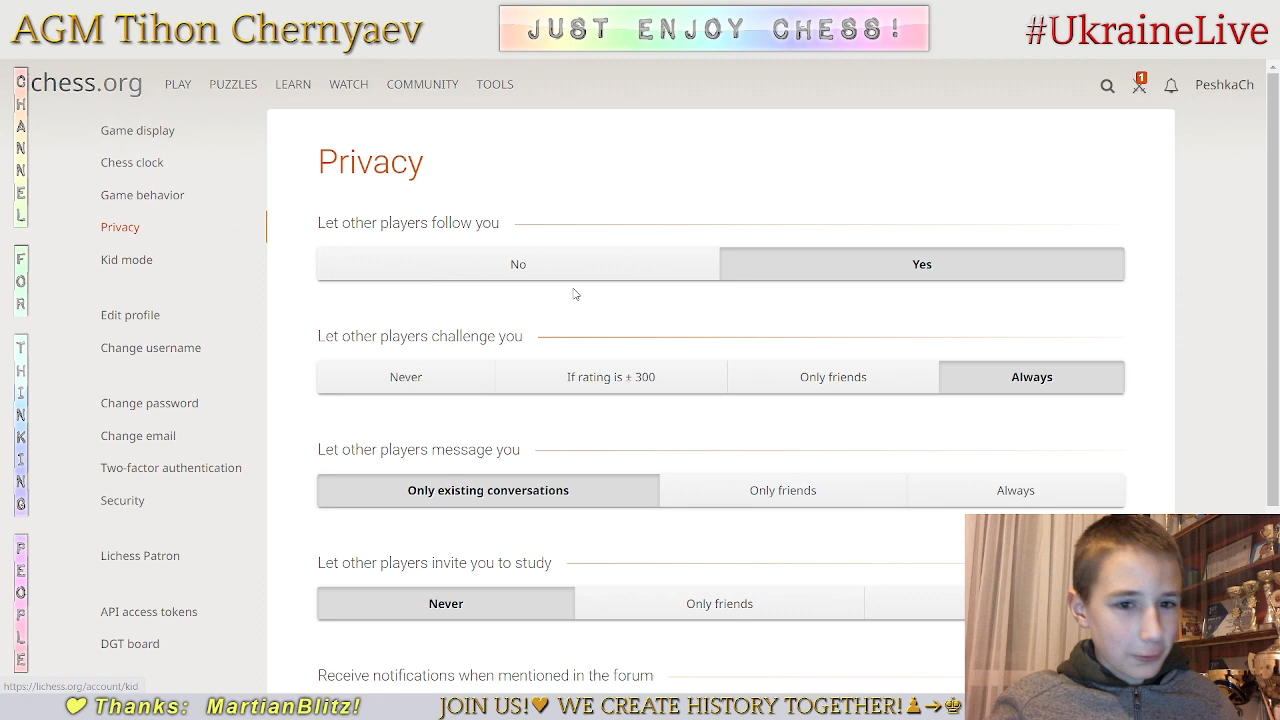 AGM Tihon Chernyaev
JUST ENJOY CHESS!
#UkraineLive
CHANNEL
FOR
THINKING
PEOPLE
lichess.org
PLAY
PUZZLES
LEARN
WATCH
COMMUNITY
TOOLS
1
PeshkaCh
Game display
Chess clock
Game behavior
Privacy
Kid mode
Edit profile
Change username
Change password
Change email
Two-factor authentication
Security
Lichess Patron
API access tokens
DGT board
Privacy
Let other players follow you
No
Yes
Let other players challenge you
Never
If rating is ± 300
Only friends
Always
Let other players message you
Only existing conversations
Only friends
Always
Let other players invite you to study
Never
Only friends
Receive notifications when mentioned in the forum
https://lichess.org/account/kid
Thanks: MartianBlitz!
JOIN US!🧡 WE CREATE HISTORY TOGETHER!♟→♚